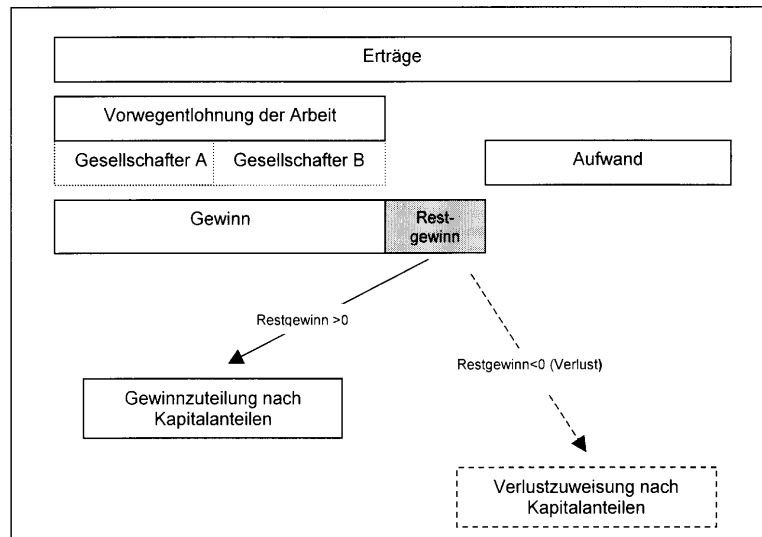 Erträge
Vorwegentlohnung der Arbeit
Gesellschafter A
Gesellschafter B
Aufwand
Gewinn
Rest-
gewinn
Restgewinn >0
Restgewinn<0 (Verlust)
Gewinnzuteilung nach
Kapitalanteilen
Verlustzuweisung nach
Kapitalanteilen